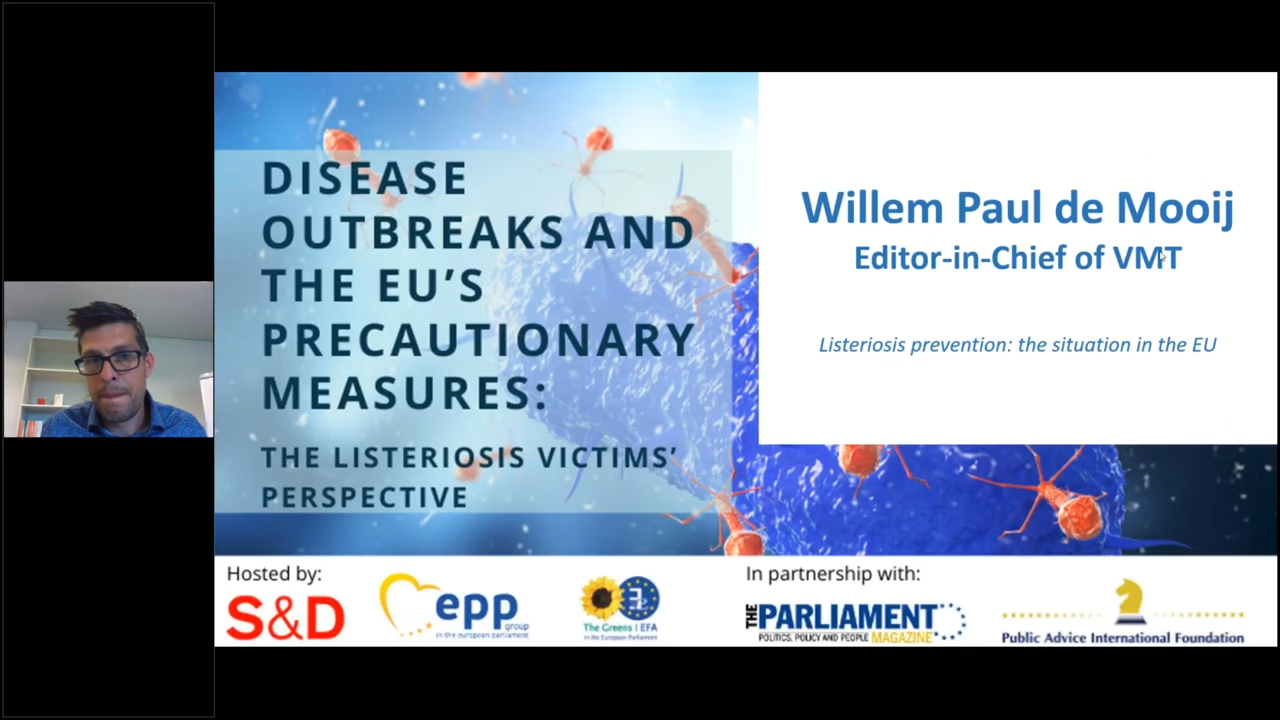 DISEASE
OUTBREAKS AND
THE EU’S
PRECAUTIONARY
MEASURES:
THE LISTERIOSIS VICTIMS’
PERSPECTIVE
Willem Paul de Mooij
Editor-in-Chief of VMT
Listeriosis prevention: the situation in the EU
Hosted by:
S&D
epp
group
in the european parliament
The Greens | EFA
in the European Parliament
In partnership with:
THE PARLIAMENT
POLITICS, POLICY AND PEOPLE MAGAZINE
Public Advice International Foundation